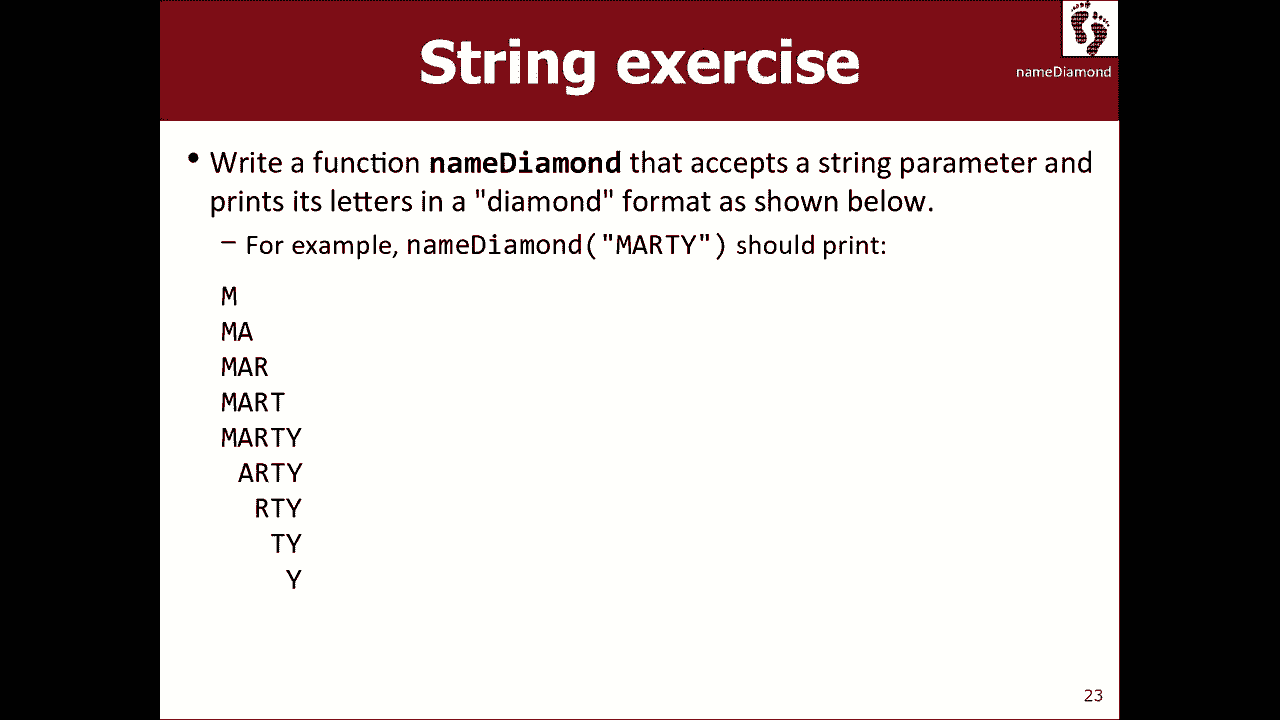 String exercise
nameDiamond
• Write a function nameDiamond that accepts a string parameter and
prints its letters in a "diamond" format as shown below.
– For example, nameDiamond("MARTY") should print:
M
MA
MAR
MART
MARTY
 ARTY
  RTY
   TY
    Y
23